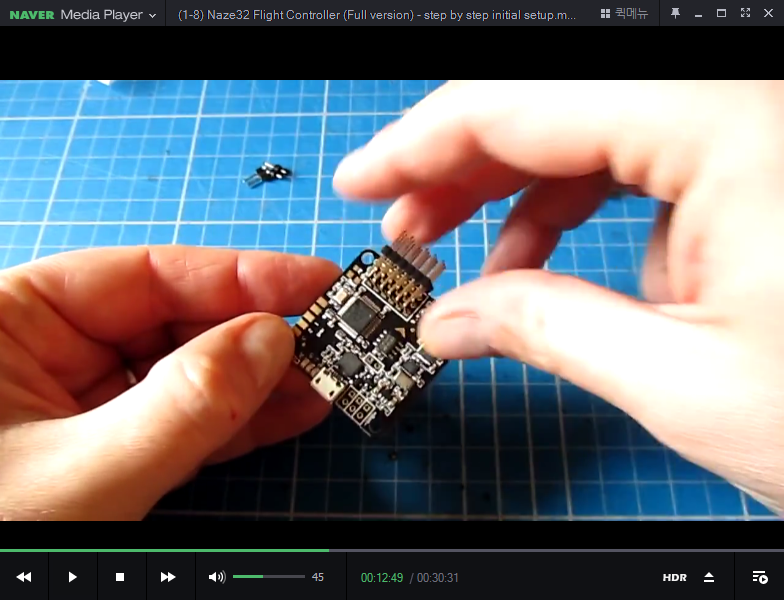 NAVER Media Player
(1-8) Naze32 Flight Controller (Full version) - step by step initial setup.m...
퀵메뉴
45
00:12:49 / 00:30:31
HDR